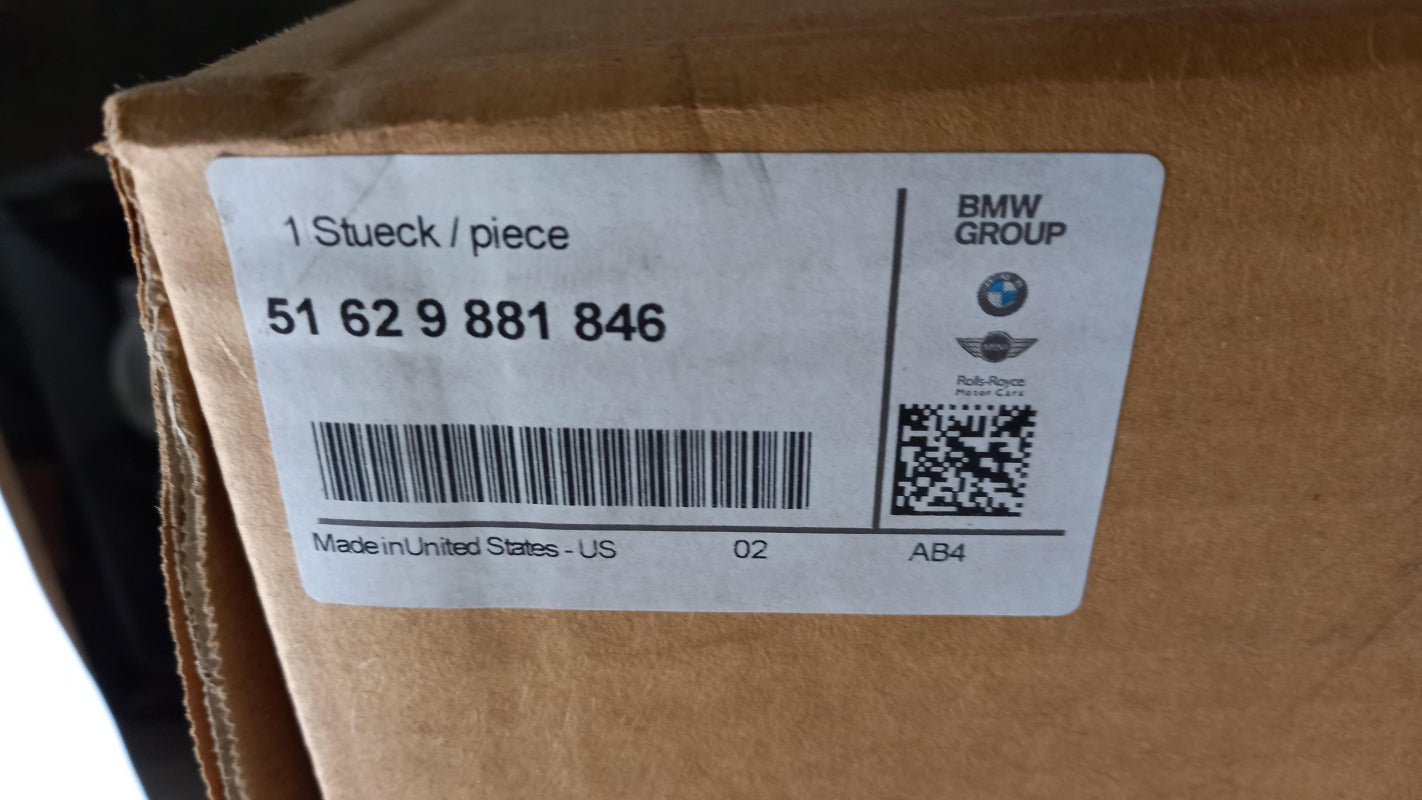 1 Stueck / piece
51 62 9 881 846
BMW
GROUP
MINI
Rolls-Royce
Motor Cars
Made in United States - US 02 AB4